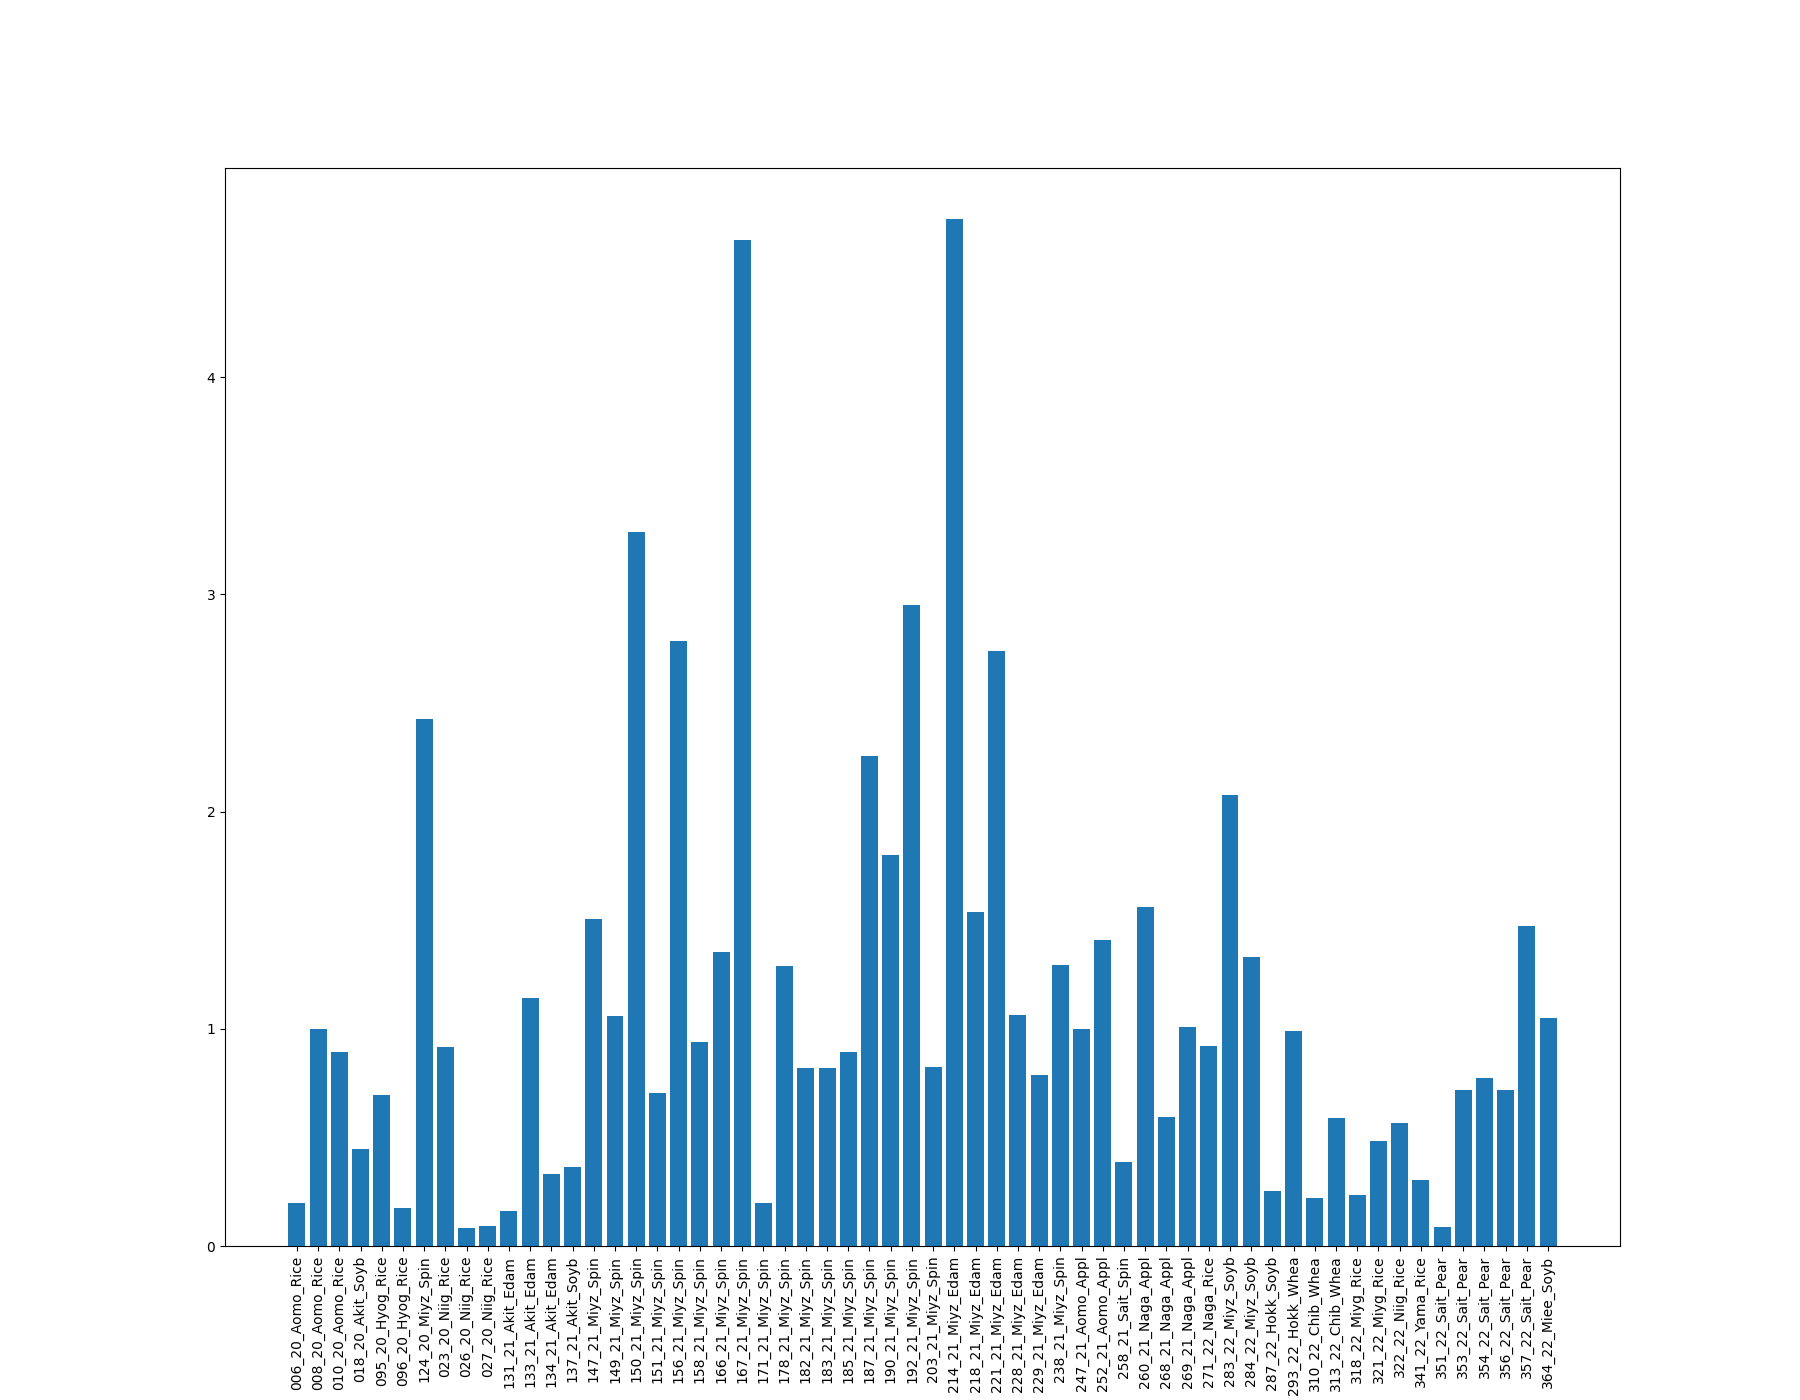 4
3
2
1
0
006_20_Aomo_Rice
008_20_Aomo_Rice
010_20_Aomo_Rice
018_20_Akit_Soyb
095_20_Hyog_Rice
096_20_Hyog_Rice
124_20_Miyz_Spin
023_20_Niig_Rice
026_20_Niig_Rice
027_20_Niig_Rice
131_21_Akit_Edam
133_21_Akit_Edam
134_21_Akit_Edam
137_21_Akit_Soyb
147_21_Miyz_Spin
149_21_Miyz_Spin
150_21_Miyz_Spin
151_21_Miyz_Spin
156_21_Miyz_Spin
158_21_Miyz_Spin
166_21_Miyz_Spin
167_21_Miyz_Spin
171_21_Miyz_Spin
178_21_Miyz_Spin
182_21_Miyz_Spin
183_21_Miyz_Spin
185_21_Miyz_Spin
187_21_Miyz_Spin
190_21_Miyz_Spin
192_21_Miyz_Spin
203_21_Miyz_Spin
214_21_Miyz_Edam
218_21_Miyz_Edam
221_21_Miyz_Edam
228_21_Miyz_Edam
229_21_Miyz_Edam
238_21_Miyz_Spin
247_21_Aomo_Appl
252_21_Aomo_Appl
258_21_Sait_Spin
260_21_Naga_Appl
268_21_Naga_Appl
269_21_Naga_Appl
271_22_Naga_Rice
283_22_Miyz_Soyb
284_22_Miyz_Soyb
287_22_Hokk_Soyb
293_22_Hokk_Whea
310_22_Chib_Whea
313_22_Chib_Whea
318_22_Miyg_Rice
321_22_Miyg_Rice
322_22_Niig_Rice
341_22_Yama_Rice
351_22_Sait_Pear
353_22_Sait_Pear
354_22_Sait_Pear
356_22_Sait_Pear
357_22_Sait_Pear
364_22_Miee_Soyb